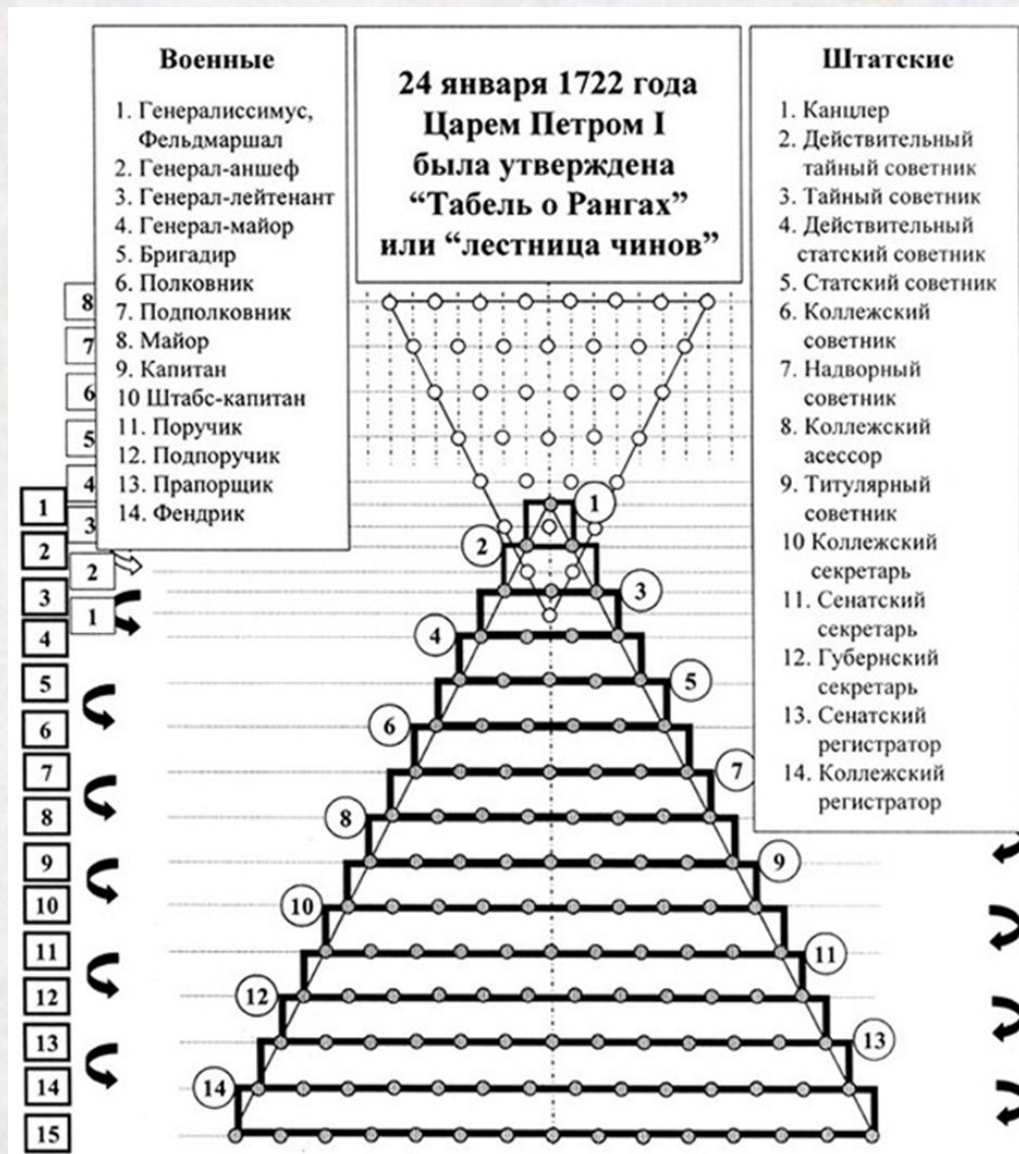 Военные
1. Генералиссимус,
Фельдмаршал
2. Генерал-аншеф
3. Генерал-лейтенант
4. Генерал-майор
5. Бригадир
6. Полковник
7. Подполковник
8. Майор
9. Капитан
10 Штабс-капитан
11. Поручик
12. Подпоручик
13. Прапорщик
14. Фендрик
24 января 1722 года
Царем Петром I
была утверждена
“Табель о Рангах”
или “лестница чинов”
Штатские
1. Канцлер
2. Действительный
тайный советник
3. Тайный советник
4. Действительный
статский советник
5. Статский советник
6. Коллежский
советник
7. Надворный
советник
8. Коллежский
асессор
9. Титулярный
советник
10 Коллежский
секретарь
11. Сенатский
секретарь
12. Губернский
секретарь
13. Сенатский
регистратор
14. Коллежский
регистратор
8
7
6
5
4
3
2
1
1
2
3
4
5
6
7
8
9
10
11
12
13
14
15
1
2
3
4
5
6
7
8
9
10
11
12
13
14